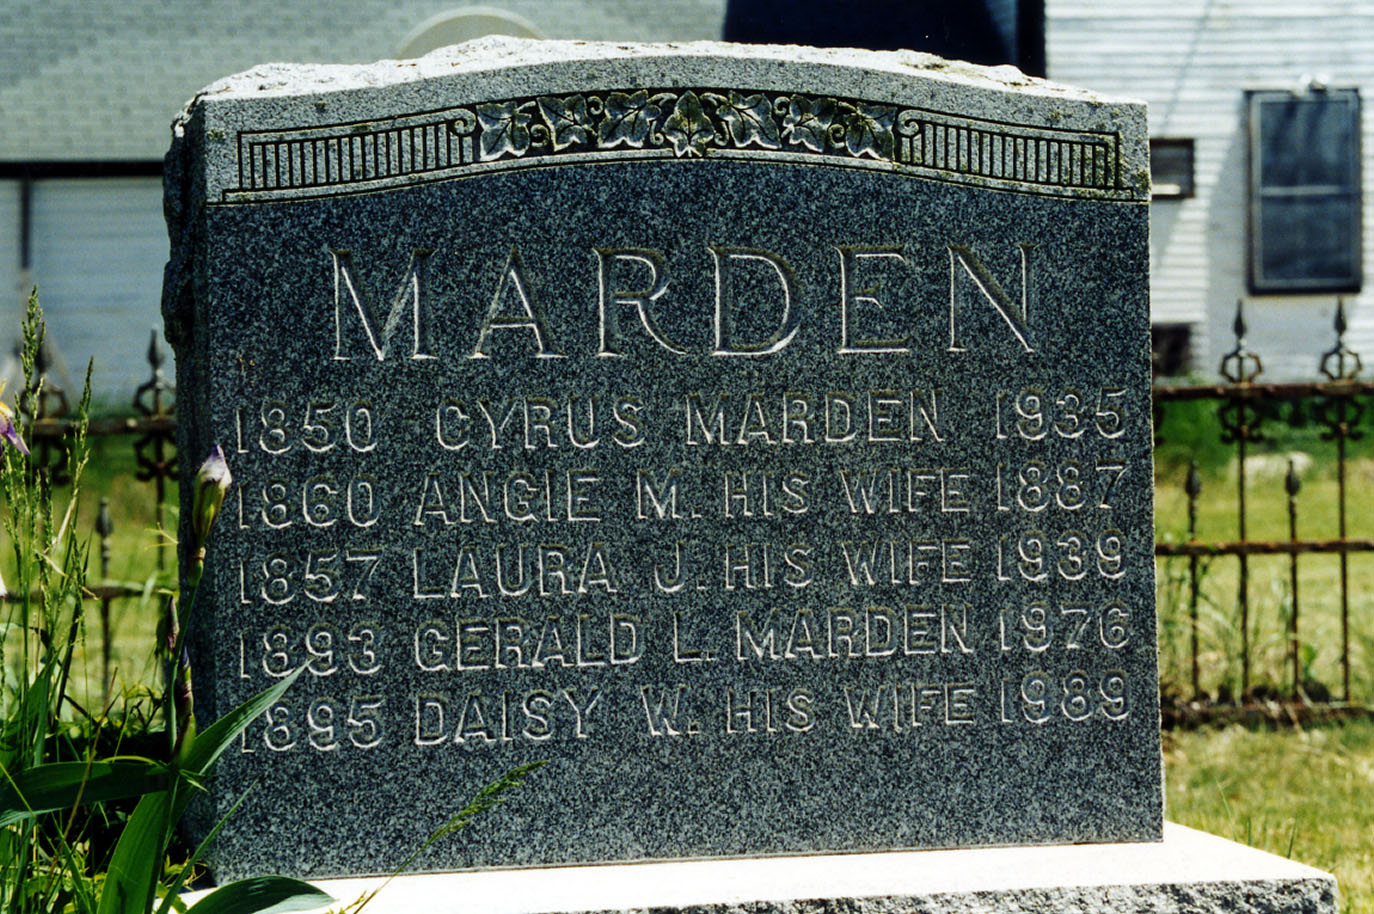 MARDEN
1850 CYRUS MARDEN 1935
1860 ANGIE M. HIS WIFE 1887
1857 LAURA J. HIS WIFE 1939
1893 GERALD L. MARDEN 1976
1895 DAISY W. HIS WIFE 1989